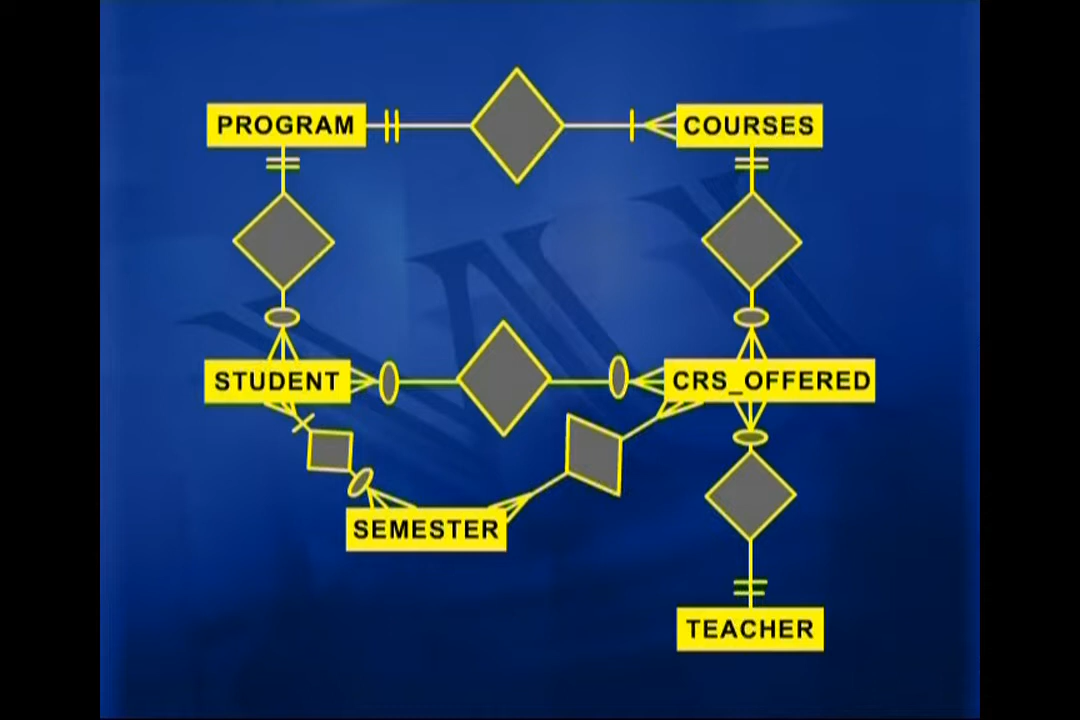 PROGRAM
COURSES
STUDENT
CRS_OFFERED
SEMESTER
TEACHER